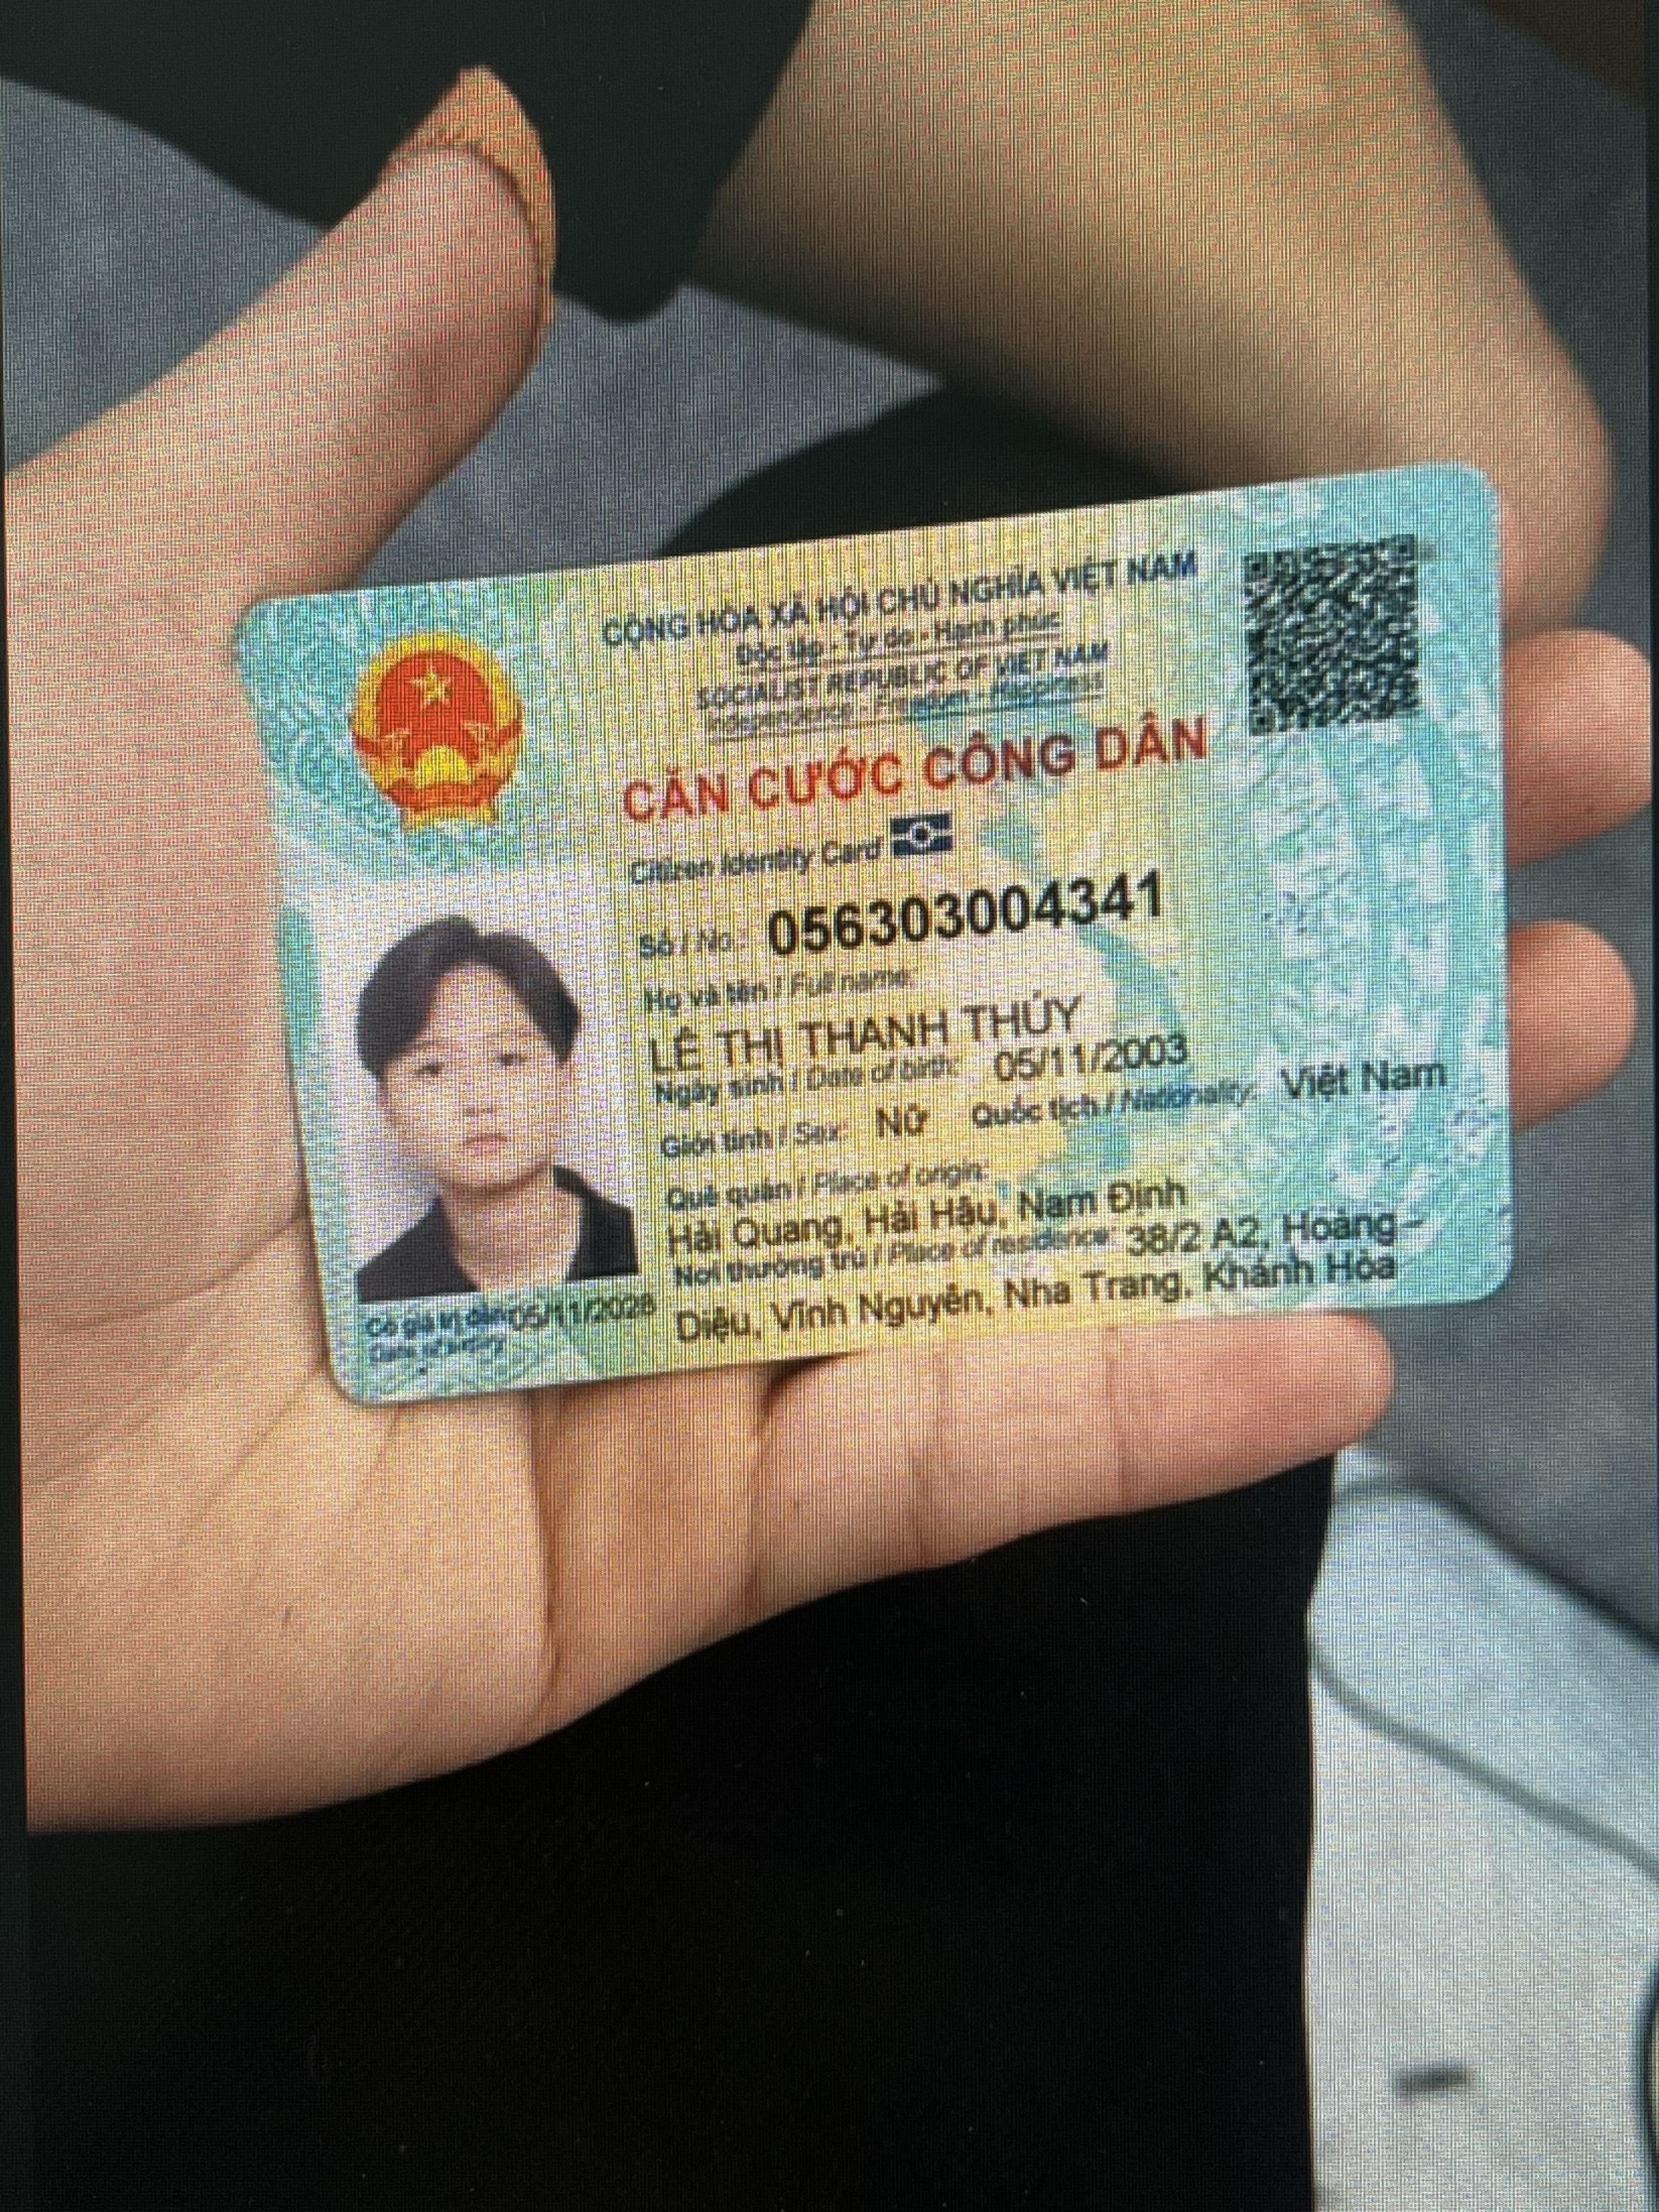 CỘNG HÒA XÃ HỘI CHỦ NGHĨA VIỆT NAM
Độc lập - Tự do - Hạnh phúc
SOCIALIST REPUBLIC OF VIET NAM
Independence - Freedom - Happiness
CĂN CƯỚC CÔNG DÂN
Citizen Identity Card
Số / No.: 056303004341
Họ và tên / Full name:
LÊ THỊ THANH THÚY
Ngày sinh / Date of birth: 05/11/2003
Giới tính / Sex: Nữ Quốc tịch / Nationality: Việt Nam
Quê quán / Place of origin:
Hải Quang, Hải Hậu, Nam Định
Nơi thường trú / Place of residence: 38/2 A2, Hoàng
Diệu, Vĩnh Nguyên, Nha Trang, Khánh Hòa
Có giá trị đến: 05/11/2028
Date of expiry